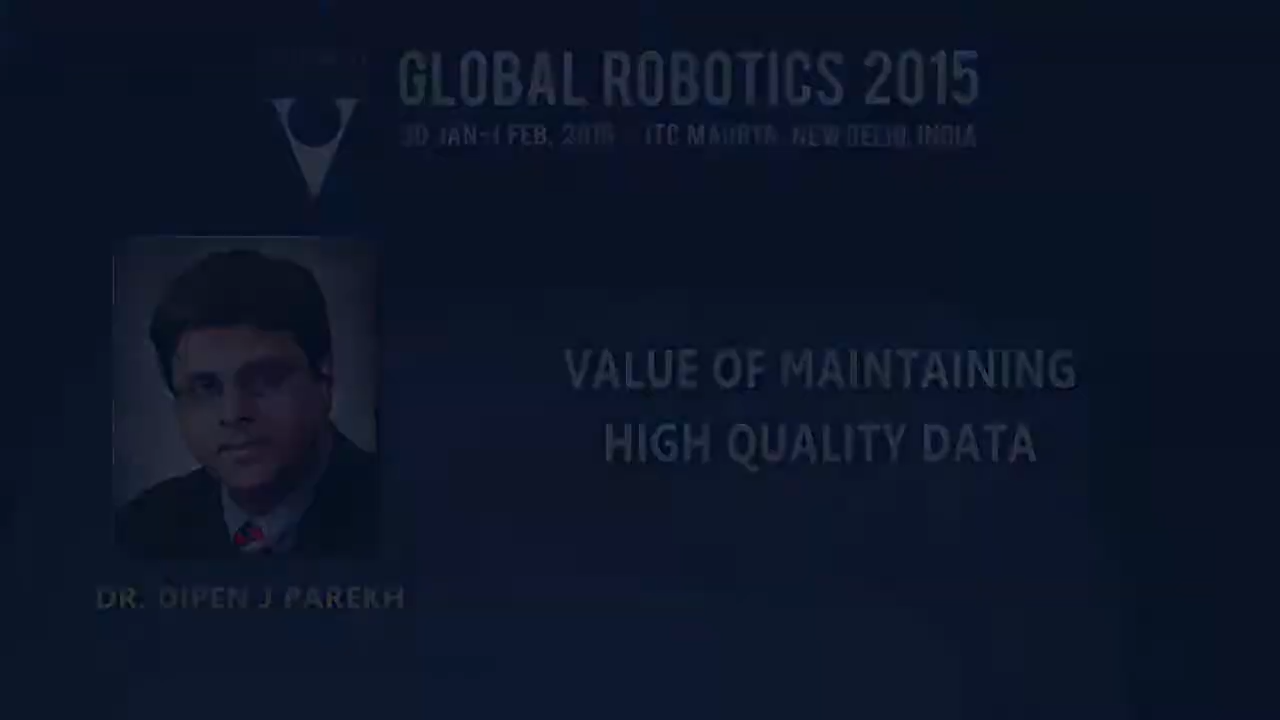 GLOBAL ROBOTICS 2015
30 JAN-1 FEB, 2015 ITC MAURYA, NEW DELHI, INDIA
VALUE OF MAINTAINING
HIGH QUALITY DATA
DR. DIPEN J PAREKH